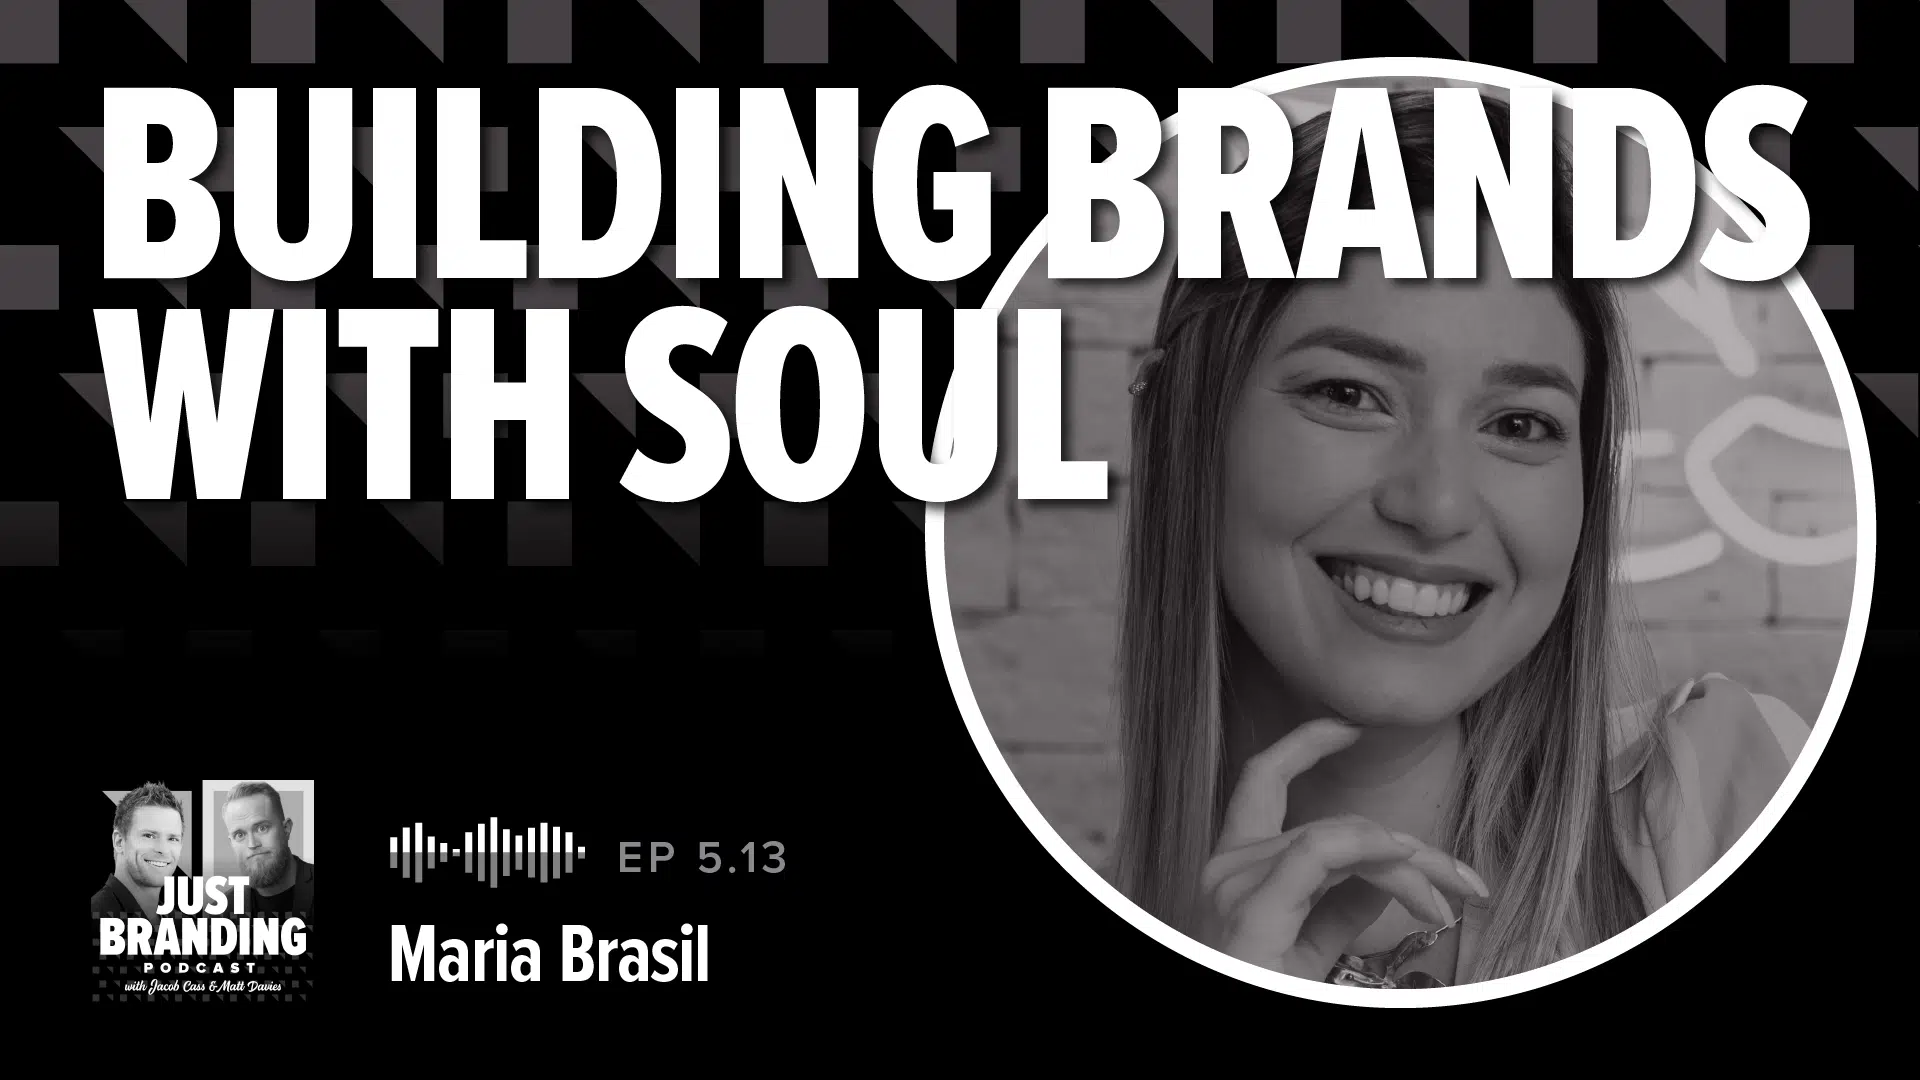 BUILDING BRANDS
WITH SOUL
EP 5.13
Maria Brasil
JUST
BRANDING
PODCAST
with Jacob Cass & Matt Davies